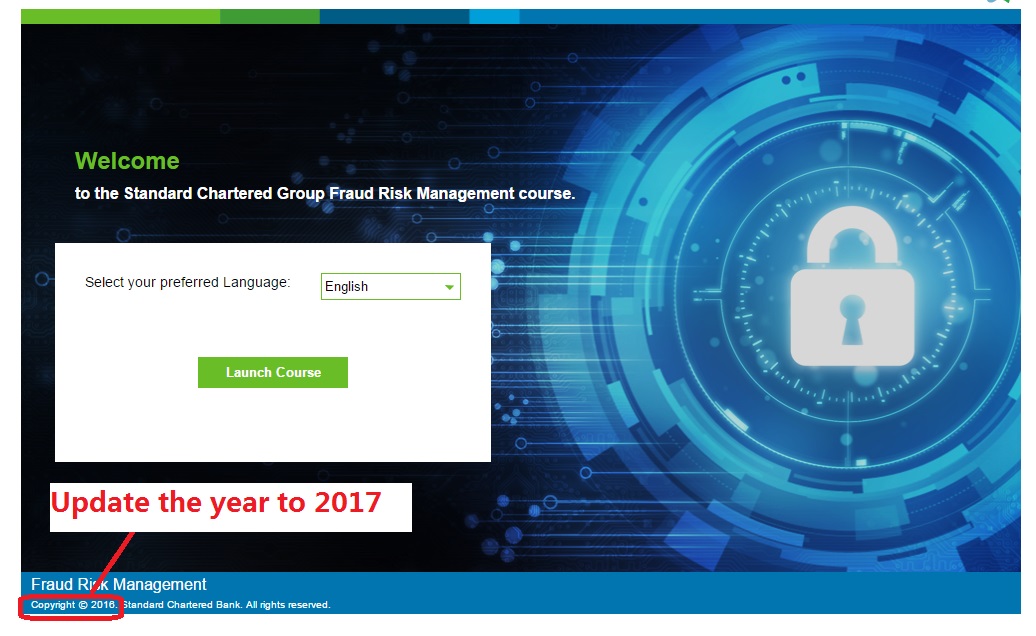 Welcome
to the Standard Chartered Group Fraud Risk Management course.
Select your preferred Language:
English
Launch Course
Update the year to 2017
Fraud Risk Management
Copyright © 2016. Standard Chartered Bank. All rights reserved.